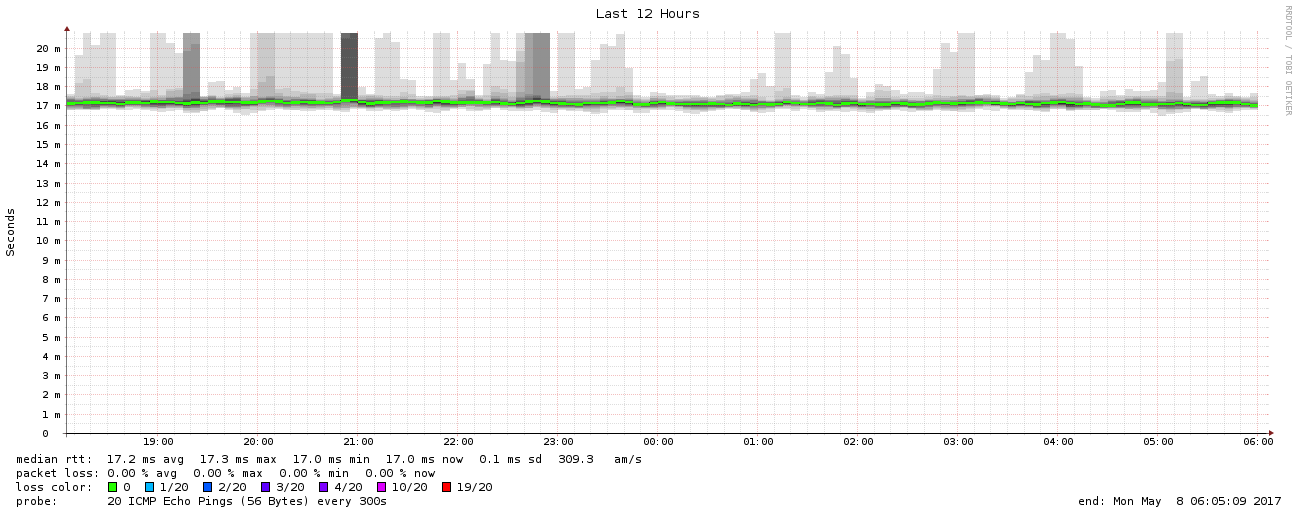 Last 12 Hours
RRDTOOL / TOBI OETIKER
Seconds
20 m
19 m
18 m
17 m
16 m
15 m
14 m
13 m
12 m
11 m
10 m
9 m
8 m
7 m
6 m
5 m
4 m
3 m
2 m
1 m
0
19:00 20:00 21:00 22:00 23:00 00:00 01:00 02:00 03:00 04:00 05:00 06:00
median rtt: 17.2 ms avg 17.3 ms max 17.0 ms min 17.0 ms now 0.1 ms sd 309.3 am/s
packet loss: 0.00 % avg 0.00 % max 0.00 % min 0.00 % now
loss color: 0 1/20 2/20 3/20 4/20 10/20 19/20
probe: 20 ICMP Echo Pings (56 Bytes) every 300s end: Mon May 8 06:05:09 2017